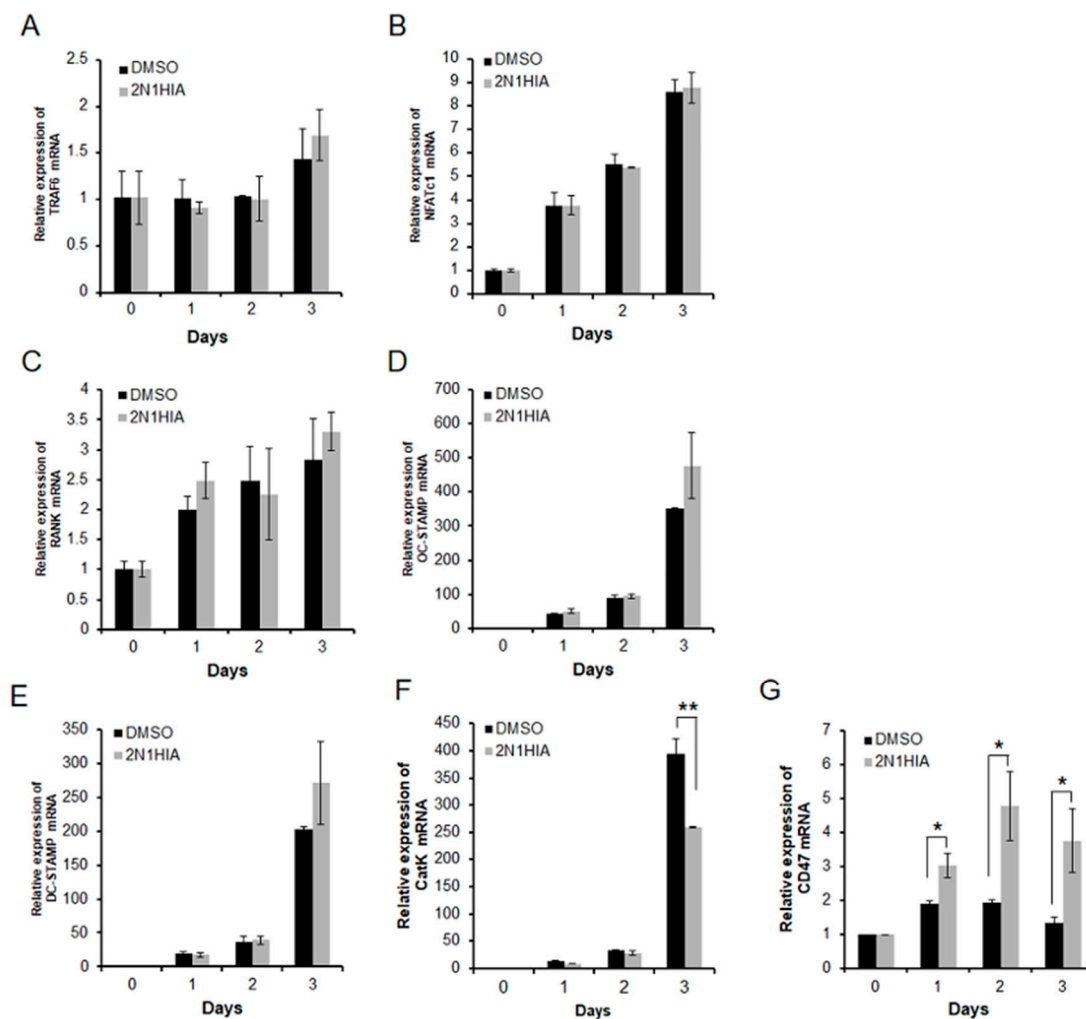 A
Relative expression of
TRAF6 mRNA
2.5
2
1.5
1
0.5
0
DMSO
2N1HIA
0 1 2 3
Days
B
Relative expression of
NFATc1 mRNA
10
9
8
7
6
5
4
3
2
1
0
DMSO
2N1HIA
0 1 2 3
Days
C
Relative expression of
RANK mRNA
4
3.5
3
2.5
2
1.5
1
0.5
0
DMSO
2N1HIA
0 1 2 3
Days
D
Relative expression of
OC-STAMP mRNA
700
600
500
400
300
200
100
0
DMSO
2N1HIA
0 1 2 3
Days
E
Relative expression of
DC-STAMP mRNA
350
300
250
200
150
100
50
0
DMSO
2N1HIA
0 1 2 3
Days
F
Relative expression of
CatK mRNA
450
400
350
300
250
200
150
100
50
0
DMSO
2N1HIA
**
0 1 2 3
Days
G
Relative expression of
CD47 mRNA
7
6
5
4
3
2
1
0
DMSO
2N1HIA
*
*
*
0 1 2 3
Days